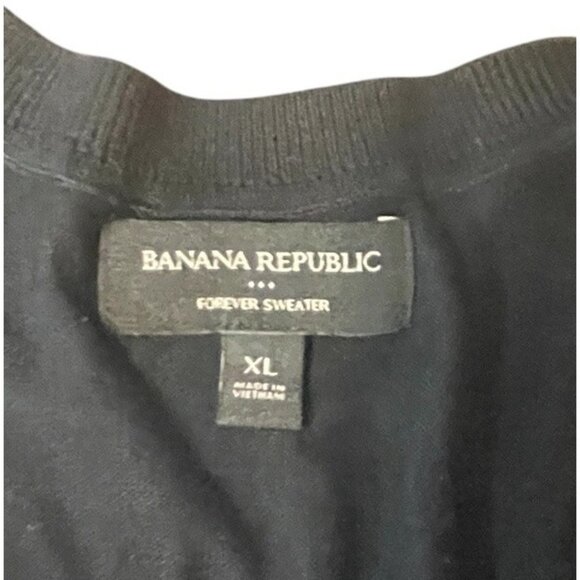 BANANA REPUBLIC
•••
FOREVER SWEATER
XL
MADE IN
VIETNAM